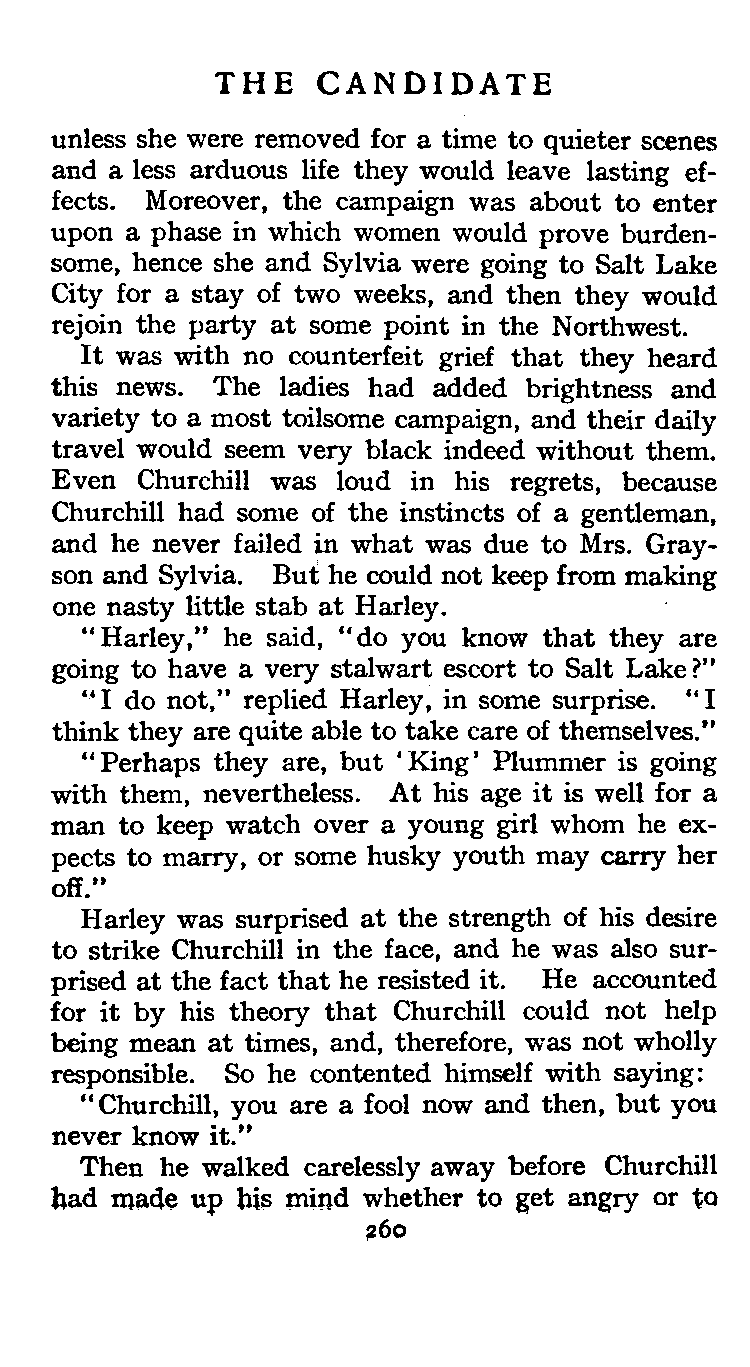 THE CANDIDATE
unless she were removed for a time to quieter scenes
and a less arduous life they would leave lasting ef-
fects. Moreover, the campaign was about to enter
upon a phase in which women would prove burden-
some, hence she and Sylvia were going to Salt Lake
City for a stay of two weeks, and then they would
rejoin the party at some point in the Northwest.
It was with no counterfeit grief that they heard
this news. The ladies had added brightness and
variety to a most toilsome campaign, and their daily
travel would seem very black indeed without them.
Even Churchill was loud in his regrets, because
Churchill had some of the instincts of a gentleman,
and he never failed in what was due to Mrs. Gray-
son and Sylvia. But he could not keep from making
one nasty little stab at Harley.
"Harley," he said, "do you know that they are
going to have a very stalwart escort to Salt Lake?"
"I do not," replied Harley, in some surprise. "I
think they are quite able to take care of themselves."
"Perhaps they are, but 'King' Plummer is going
with them, nevertheless. At his age it is well for a
man to keep watch over a young girl whom he ex-
pects to marry, or some husky youth may carry her
off."
Harley was surprised at the strength of his desire
to strike Churchill in the face, and he was also sur-
prised at the fact that he resisted it. He accounted
for it by his theory that Churchill could not help
being mean at times, and, therefore, was not wholly
responsible. So he contented himself with saying:
"Churchill, you are a fool now and then, but you
never know it."
Then he walked carelessly away before Churchill
had made up his mind whether to get angry or to
260